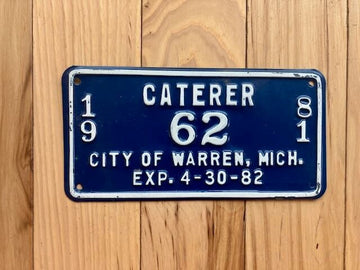 CATERER
19 62 81
CITY OF WARREN, MICH.
EXP. 4-30-82